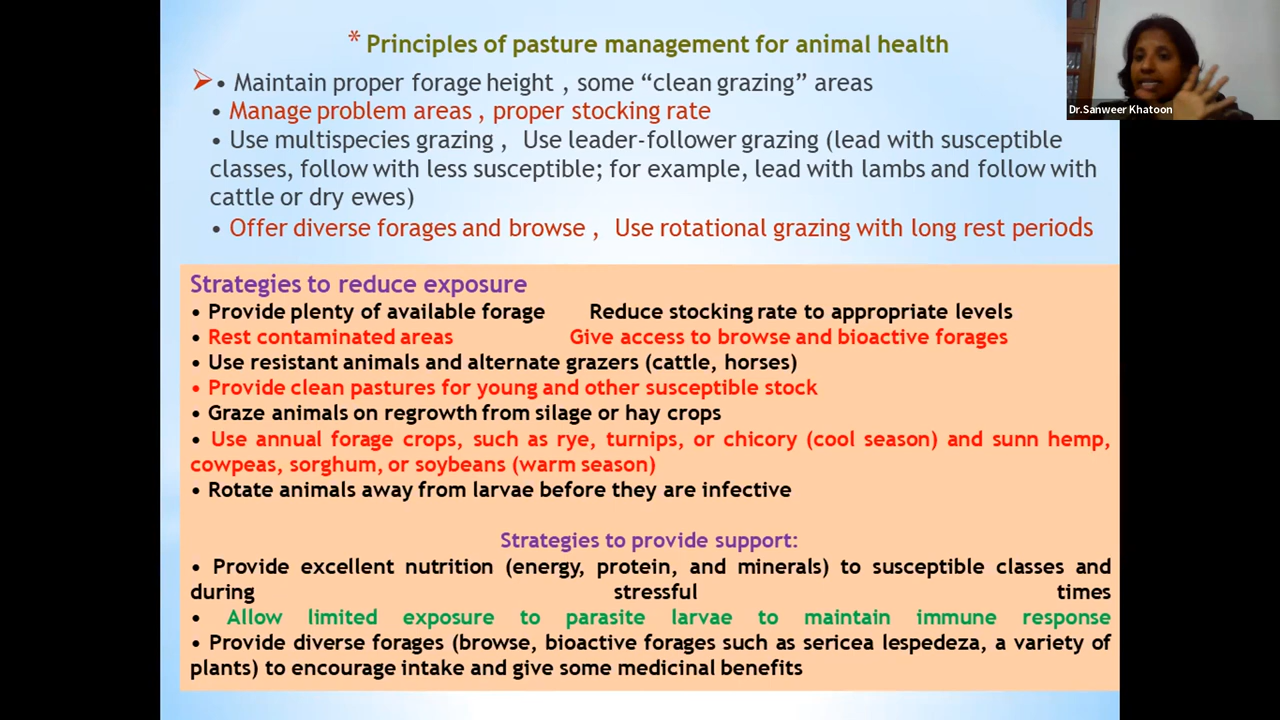 * Principles of pasture management for animal health
• Maintain proper forage height , some “clean grazing” areas
• Manage problem areas , proper stocking rate
• Use multispecies grazing , Use leader-follower grazing (lead with susceptible
classes, follow with less susceptible; for example, lead with lambs and follow with
cattle or dry ewes)
• Offer diverse forages and browse , Use rotational grazing with long rest periods
Dr.Sanweer Khatoon
Strategies to reduce exposure
• Provide plenty of available forage Reduce stocking rate to appropriate levels
• Rest contaminated areas Give access to browse and bioactive forages
• Use resistant animals and alternate grazers (cattle, horses)
• Provide clean pastures for young and other susceptible stock
• Graze animals on regrowth from silage or hay crops
• Use annual forage crops, such as rye, turnips, or chicory (cool season) and sunn hemp,
cowpeas, sorghum, or soybeans (warm season)
• Rotate animals away from larvae before they are infective
Strategies to provide support:
• Provide excellent nutrition (energy, protein, and minerals) to susceptible classes and
during stressful times
• Allow limited exposure to parasite larvae to maintain immune response
• Provide diverse forages (browse, bioactive forages such as sericea lespedeza, a variety of
plants) to encourage intake and give some medicinal benefits